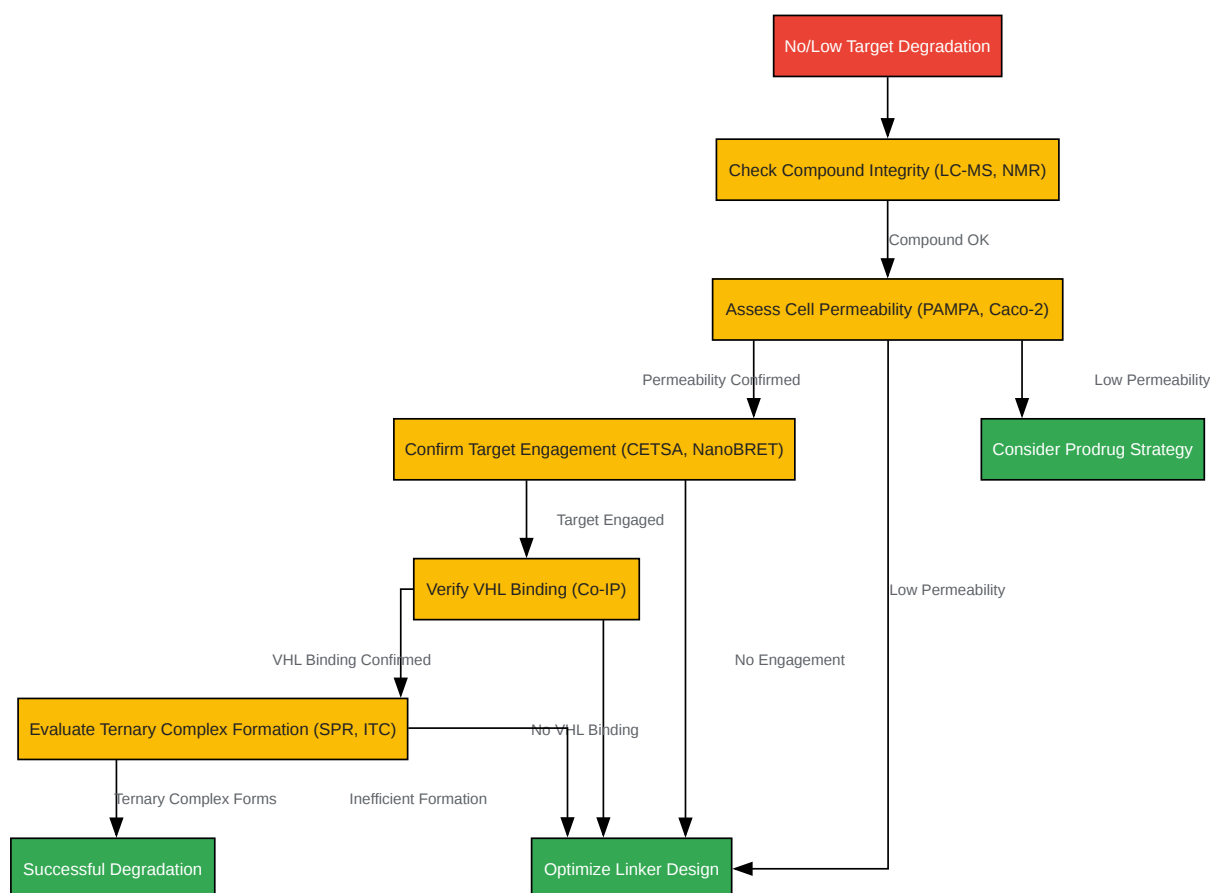 No/Low Target Degradation
Check Compound Integrity (LC-MS, NMR)
Compound OK
Assess Cell Permeability (PAMPA, Caco-2)
Permeability Confirmed
Low Permeability
Confirm Target Engagement (CETSA, NanoBRET)
Consider Prodrug Strategy
Target Engaged
Verify VHL Binding (Co-IP)
Low Permeability
VHL Binding Confirmed
No Engagement
Evaluate Ternary Complex Formation (SPR, ITC)
No VHL Binding
Ternary Complex Forms
Inefficient Formation
Successful Degradation
Optimize Linker Design